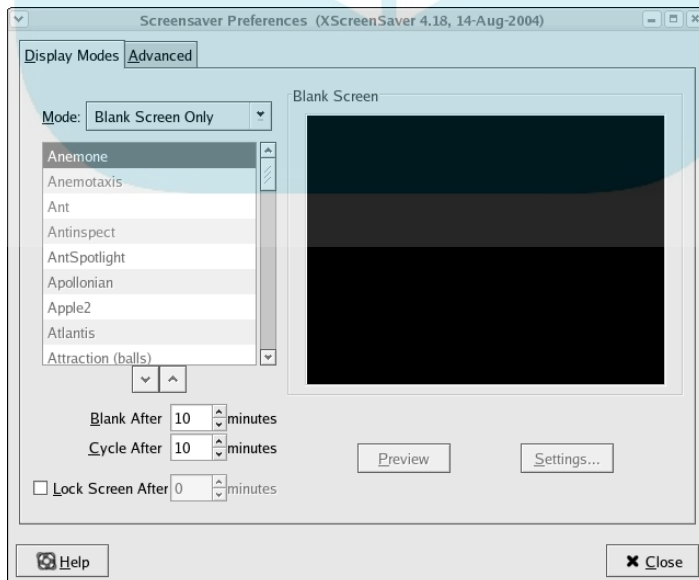 Screensaver Preferences (XScreenSaver 4.18, 14-Aug-2004)
Display Modes Advanced
Mode: Blank Screen Only
Anemone
Anemotaxis
Ant
Antinspect
AntSpotlight
Apollonian
Apple2
Atlantis
Attraction (balls)
Blank After 10 minutes
Cycle After 10 minutes
Lock Screen After 0 minutes
Blank Screen
Preview Settings...
Help Close